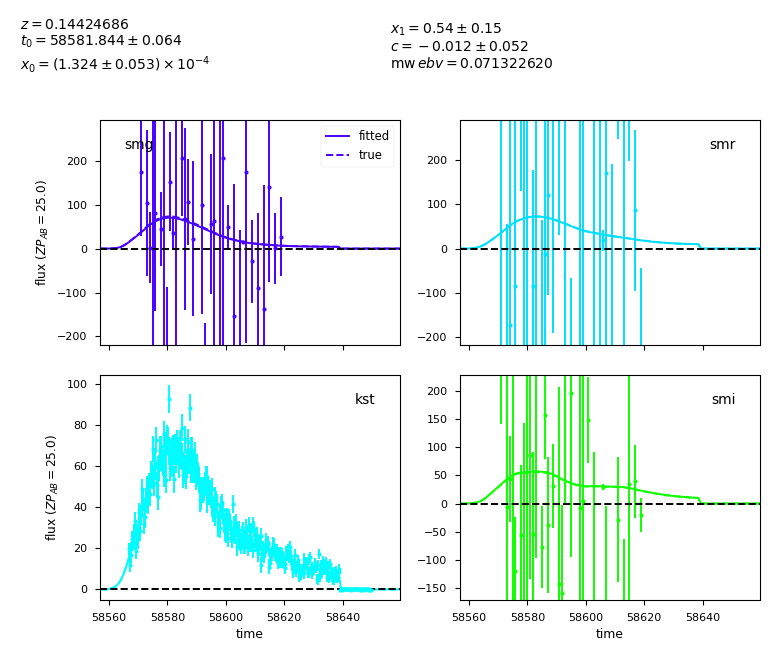 z = 0.14424686
t₀ = 58581.844 ± 0.064
x₀ = (1.324 ± 0.053) × 10⁻⁴
x₁ = 0.54 ± 0.15
c = −0.012 ± 0.052
mw ebv = 0.071322620
smg
fitted
true
200
100
0
−100
−200
flux (ZP_AB = 25.0)
smr
200
100
0
−100
−200
kst
100
80
60
40
20
0
flux (ZP_AB = 25.0)
58560 58580 58600 58620 58640
time
smi
200
150
100
50
0
−50
−100
−150
58560 58580 58600 58620 58640
time